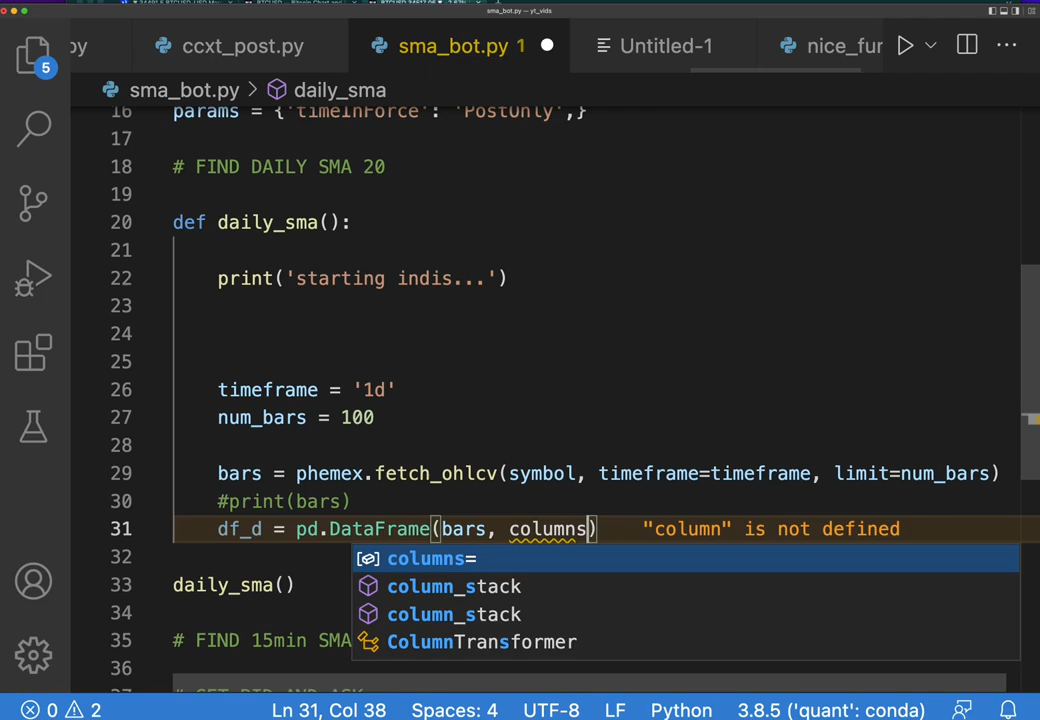 sma_bot.py — yt_vids
py
ccxt_post.py
sma_bot.py 1
Untitled-1
nice_fur
5
sma_bot.py > daily_sma
16 params = {'timeInForce': 'PostOnly',}
17
18 # FIND DAILY SMA 20
19
20 def daily_sma():
21
22 print('starting indis...')
23
24
25
26 timeframe = '1d'
27 num_bars = 100
28
29 bars = phemex.fetch_ohlcv(symbol, timeframe=timeframe, limit=num_bars)
30 #print(bars)
31 df_d = pd.DataFrame(bars, columns) "column" is not defined
columns=
column_stack
column_stack
ColumnTransformer
32
33 daily_sma()
34
35 # FIND 15min SMA
36
0 2
Ln 31, Col 38
Spaces: 4
UTF-8
LF
Python
3.8.5 ('quant': conda)